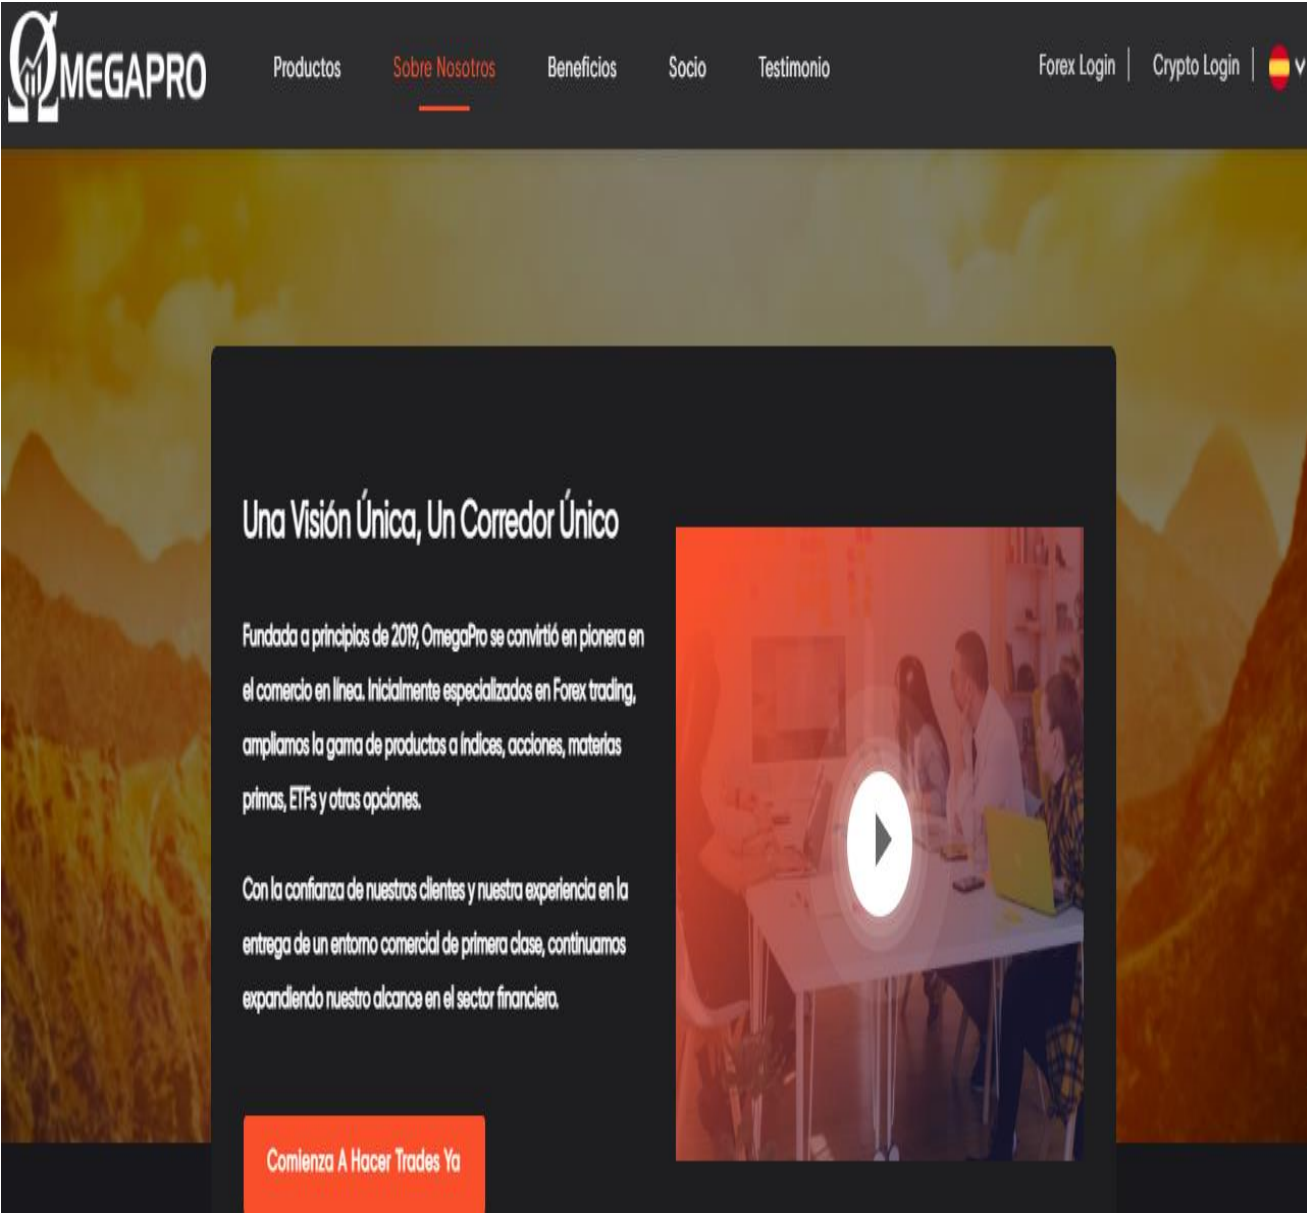 ΩMEGAPRO
Productos
Sobre Nosotros
Beneficios
Socio
Testimonio
Forex Login
Crypto Login
Una Visión Única, Un Corredor Único
Fundada a principios de 2019, OmegaPro se convirtió en pionera en
el comercio en línea. Inicialmente especializados en Forex trading,
ampliamos la gama de productos a índices, acciones, materias
primas, ETFs y otras opciones.
Con la confianza de nuestros clientes y nuestra experiencia en la
entrega de un entorno comercial de primera clase, continuamos
expandiendo nuestro alcance en el sector financiero.
Comienza A Hacer Trades Ya